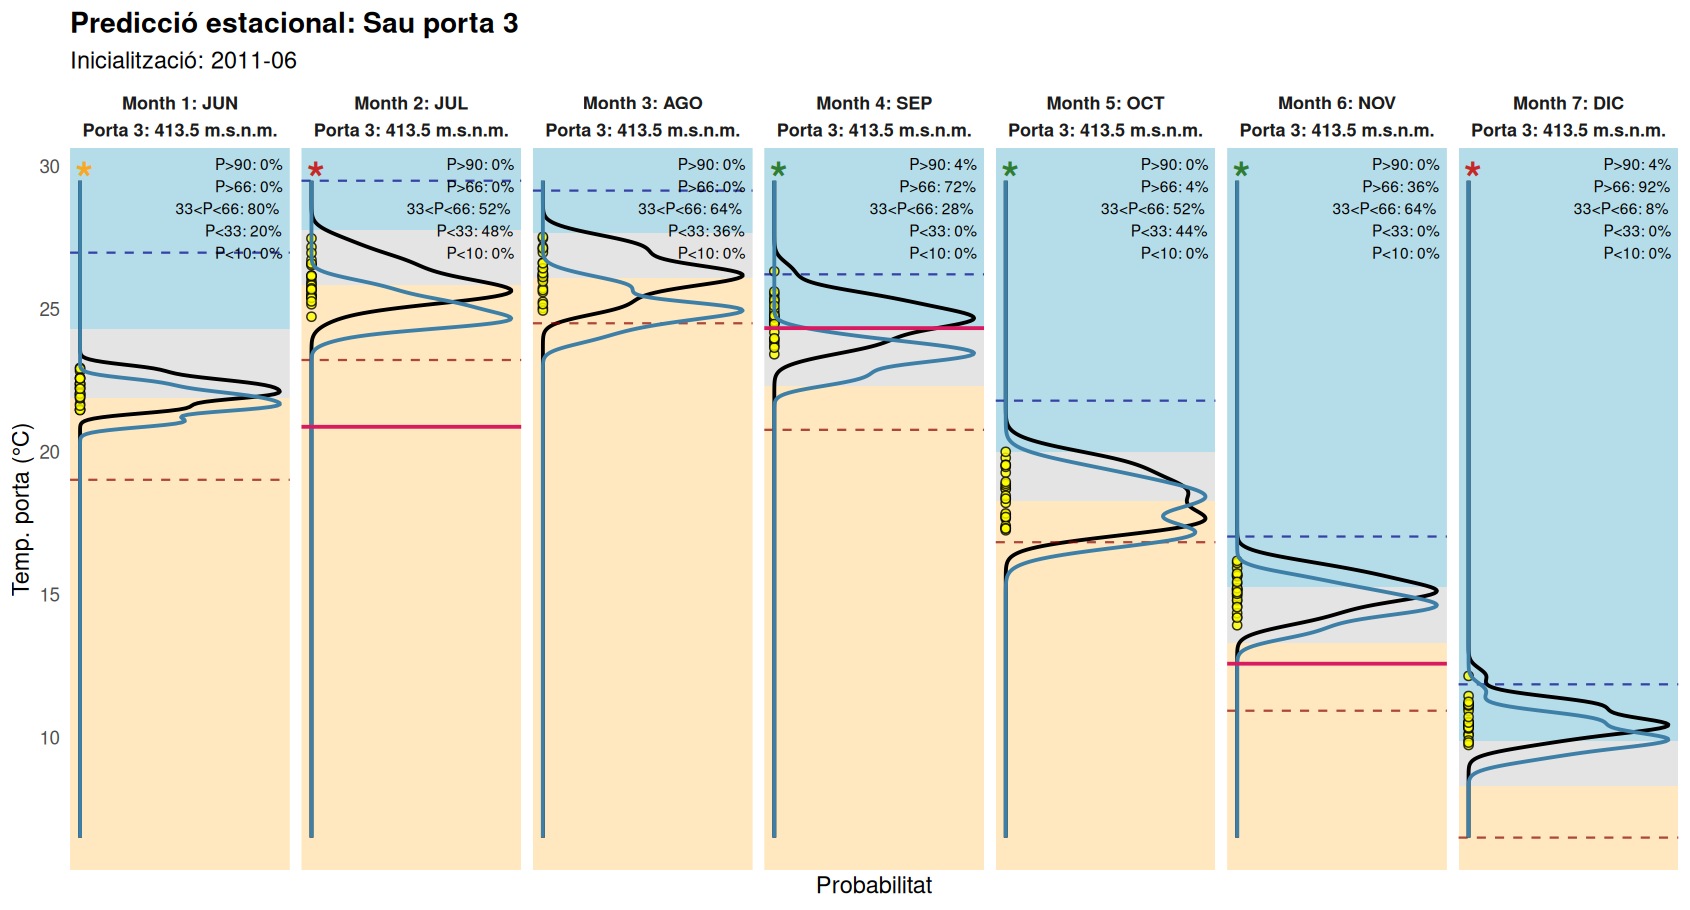 Predicció estacional: Sau porta 3
Inicialització: 2011-06
Month 1: JUN
Porta 3: 413.5 m.s.n.m.
Month 2: JUL
Porta 3: 413.5 m.s.n.m.
Month 3: AGO
Porta 3: 413.5 m.s.n.m.
Month 4: SEP
Porta 3: 413.5 m.s.n.m.
Month 5: OCT
Porta 3: 413.5 m.s.n.m.
Month 6: NOV
Porta 3: 413.5 m.s.n.m.
Month 7: DIC
Porta 3: 413.5 m.s.n.m.
*
P>90: 0%
P>66: 0%
33<P<66: 80%
P<33: 20%
P<10: 0%
*
P>90: 0%
P>66: 0%
33<P<66: 52%
P<33: 48%
P<10: 0%
P>90: 0%
P>66: 0%
33<P<66: 64%
P<33: 36%
P<10: 0%
*
P>90: 4%
P>66: 72%
33<P<66: 28%
P<33: 0%
P<10: 0%
*
P>90: 0%
P>66: 4%
33<P<66: 52%
P<33: 44%
P<10: 0%
*
P>90: 0%
P>66: 36%
33<P<66: 64%
P<33: 0%
P<10: 0%
*
P>90: 4%
P>66: 92%
33<P<66: 8%
P<33: 0%
P<10: 0%
30
25
20
15
10
Temp. porta (°C)
Probabilitat